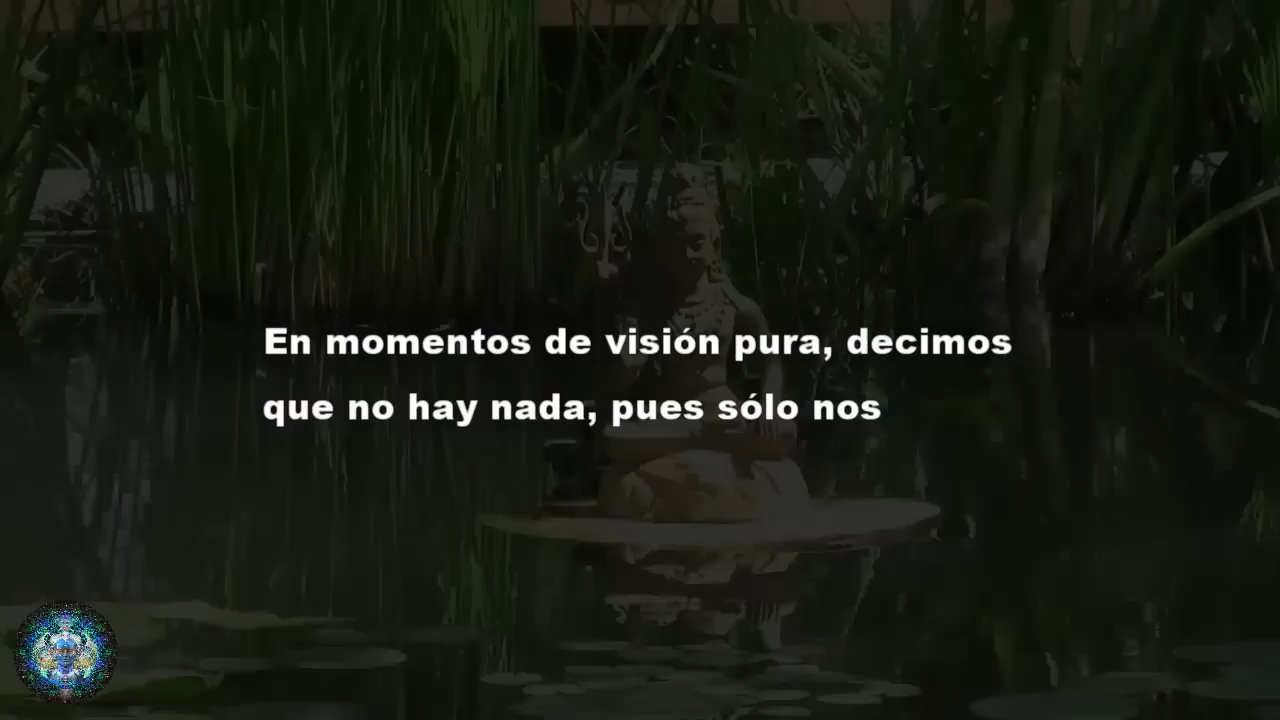 En momentos de visión pura, decimos
que no hay nada, pues sólo nos